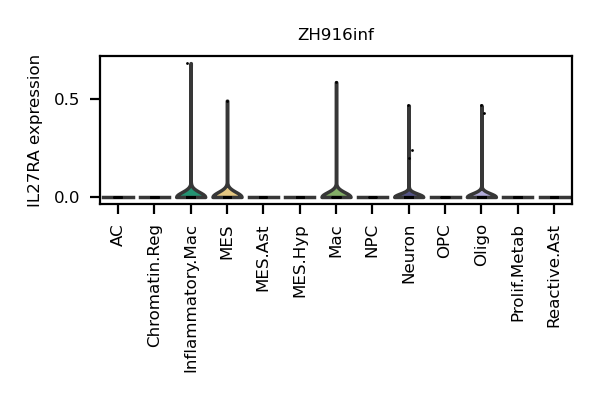 ZH916inf
IL27RA expression
0.5
0.0
AC
Chromatin.Reg
Inflammatory.Mac
MES
MES.Ast
MES.Hyp
Mac
NPC
Neuron
OPC
Oligo
Prolif.Metab
Reactive.Ast